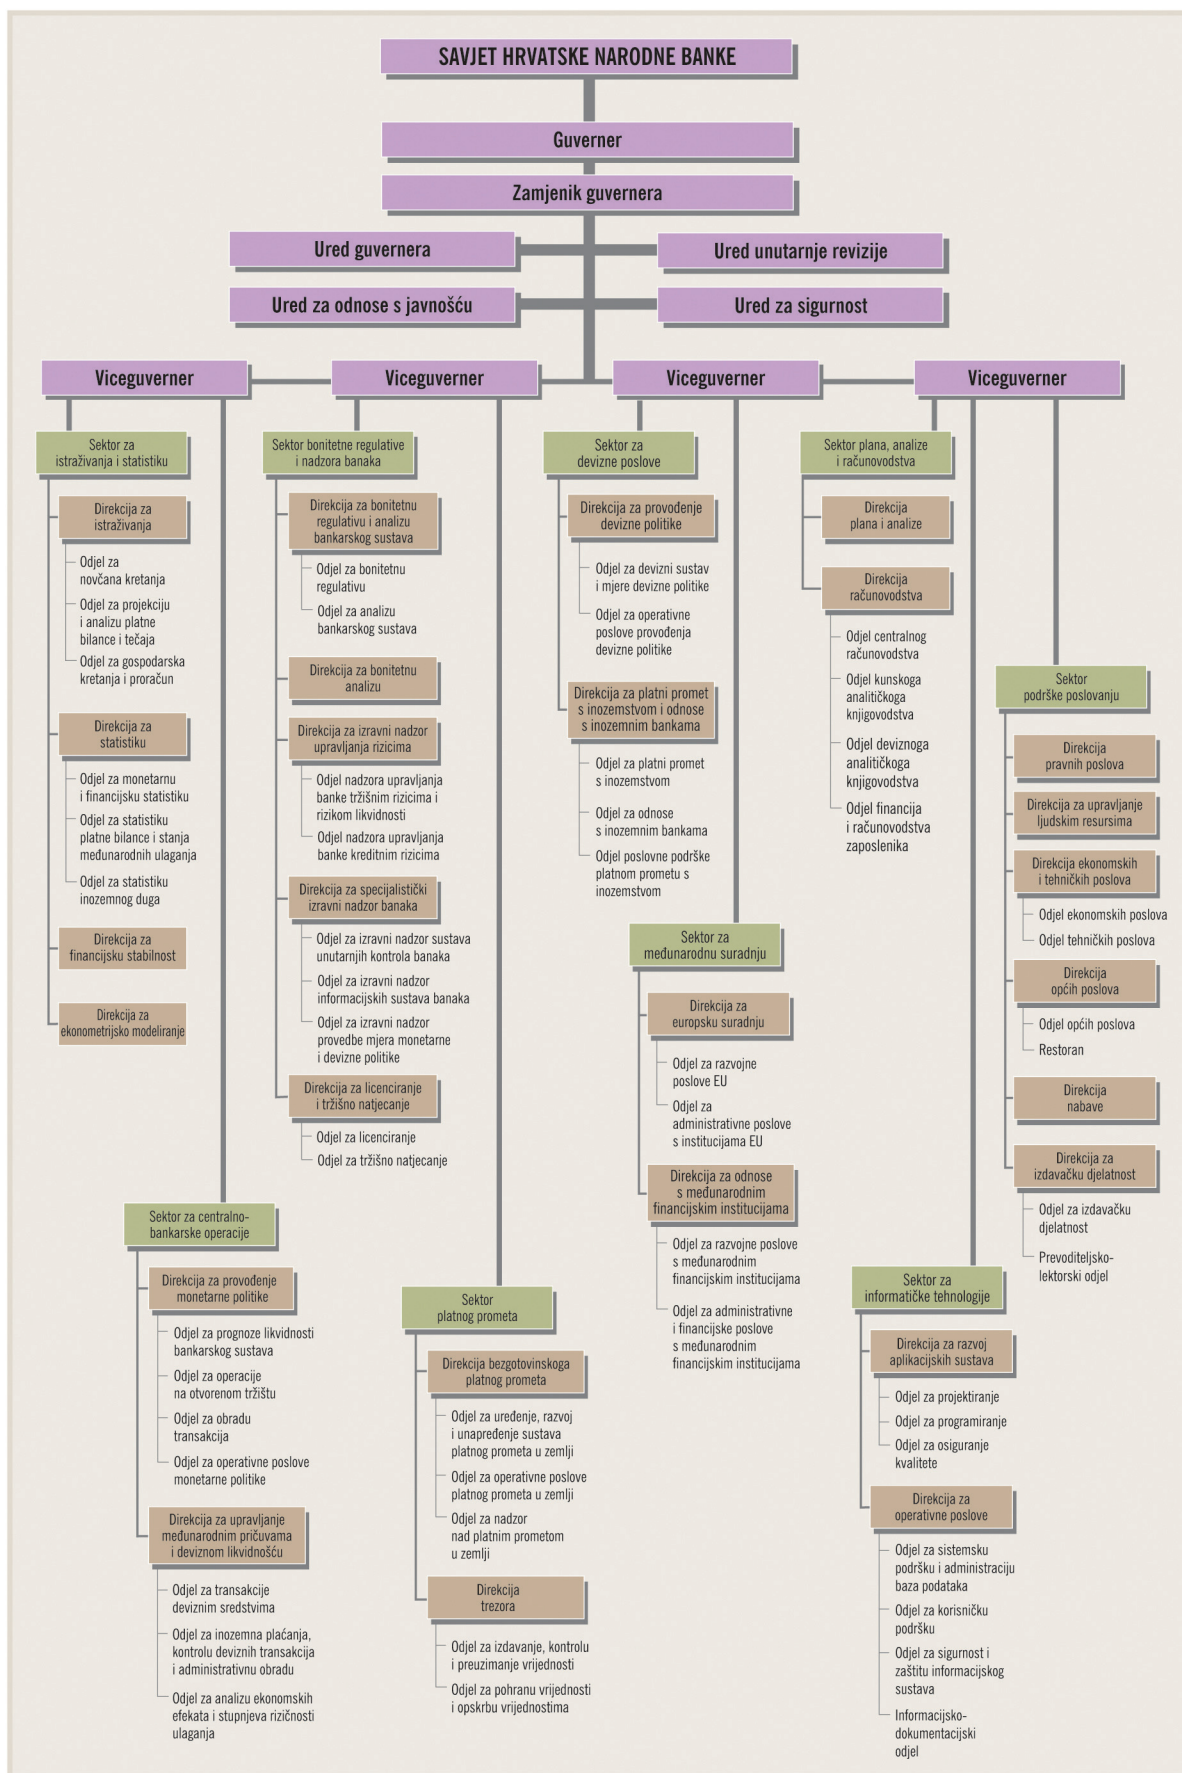 SAVJET HRVATSKE NARODNE BANKE
Guverner
Zamjenik guvernera
Ured guvernera
Ured unutarnje revizije
Ured za odnose s javnošću
Ured za sigurnost
Viceguverner
Viceguverner
Viceguverner
Viceguverner
Sektor za
istraživanja i statistiku
Direkcija za
istraživanja
Odjel za
novčana kretanja
Odjel za projekciju
i analizu platne
bilance i tečaja
Odjel za gospodarska
kretanja i proračun
Direkcija za
statistiku
Odjel za monetarnu
i financijsku statistiku
Odjel za statistiku
platne bilance i stanja
međunarodnih ulaganja
Odjel za statistiku
inozemnog duga
Direkcija za
financijsku stabilnost
Direkcija za
ekonometrijsko modeliranje
Sektor za centralno-
bankarske operacije
Direkcija za provođenje
monetarne politike
Odjel za prognoze likvidnosti
bankarskog sustava
Odjel za operacije
na otvorenom tržištu
Odjel za obradu
transakcija
Odjel za operativne poslove
monetarne politike
Direkcija za upravljanje
međunarodnim pričuvama
i deviznom likvidnošću
Odjel za transakcije
deviznim sredstvima
Odjel za inozemna plaćanja,
kontrolu deviznih transakcija
i administrativnu obradu
Odjel za analizu ekonomskih
efekata i stupnjeva rizičnosti
ulaganja
Sektor bonitetne regulative
i nadzora banaka
Direkcija za bonitetnu
regulativu i analizu
bankarskog sustava
Odjel za bonitetnu
regulativu
Odjel za analizu
bankarskog sustava
Direkcija za bonitetnu
analizu
Direkcija za izravni nadzor
upravljanja rizicima
Odjel nadzora upravljanja
banke tržišnim rizicima i
rizikom likvidnosti
Odjel nadzora upravljanja
banke kreditnim rizicima
Direkcija za specijalistički
izravni nadzor banaka
Odjel za izravni nadzor sustava
unutarnjih kontrola banaka
Odjel za izravni nadzor
informacijskih sustava banaka
Odjel za izravni nadzor
provedbe mjera monetarne
i devizne politike
Direkcija za licenciranje
i tržišno natjecanje
Odjel za licenciranje
Odjel za tržišno natjecanje
Sektor
platnog prometa
Direkcija bezgotovinskoga
platnog prometa
Odjel za uređenje, razvoj
i unapređenje sustava
platnog prometa u zemlji
Odjel za operativne poslove
platnog prometa u zemlji
Odjel za nadzor
nad platnim prometom
u zemlji
Direkcija
trezora
Odjel za izdavanje, kontrolu
i preuzimanje vrijednosti
Odjel za pohranu vrijednosti
i opskrbu vrijednostima
Sektor za
devizne poslove
Direkcija za provođenje
devizne politike
Odjel za devizni sustav
i mjere devizne politike
Odjel za operativne
poslove provođenja
devizne politike
Direkcija za platni promet
s inozemstvom i odnose
s inozemnim bankama
Odjel za platni promet
s inozemstvom
Odjel za odnose
s inozemnim bankama
Odjel poslovne podrške
platnom prometu s
inozemstvom
Sektor za
međunarodnu suradnju
Direkcija za
europsku suradnju
Odjel za razvojne
poslove EU
Odjel za
administrativne poslove
s institucijama EU
Direkcija za odnose
s međunarodnim
financijskim institucijama
Odjel za razvojne poslove
s međunarodnim
financijskim institucijama
Odjel za administrativne
i financijske poslove
s međunarodnim
financijskim institucijama
Sektor plana, analize
i računovodstva
Direkcija
plana i analize
Direkcija
računovodstva
Odjel centralnog
računovodstva
Odjel kunskoga
analitičkoga
knjigovodstva
Odjel deviznoga
analitičkoga
knjigovodstva
Odjel financija
i računovodstva
zaposlenika
Sektor
podrške poslovanju
Direkcija
pravnih poslova
Direkcija za upravljanje
ljudskim resursima
Direkcija ekonomskih
i tehničkih poslova
Odjel ekonomskih poslova
Odjel tehničkih poslova
Direkcija
općih poslova
Odjel općih poslova
Restoran
Direkcija
nabave
Direkcija za
izdavačku djelatnost
Odjel za izdavačku
djelatnost
Prevoditeljsko-
lektorski odjel
Sektor za
informatičke tehnologije
Direkcija za razvoj
aplikacijskih sustava
Odjel za projektiranje
Odjel za programiranje
Odjel za osiguranje
kvalitete
Direkcija za
operativne poslove
Odjel za sistemsku
podršku i administraciju
baza podataka
Odjel za korisničku
podršku
Odjel za sigurnost i
zaštitu informacijskog
sustava
Informacijsko-
dokumentacijski
odjel